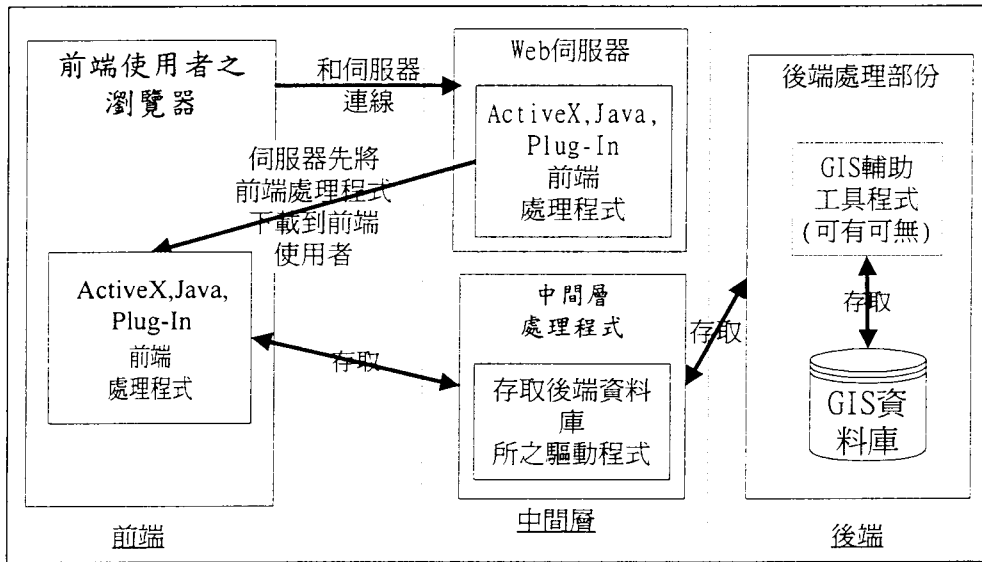 前端使用者之
瀏覽器
和伺服器
連線
Web伺服器
ActiveX,Java,
Plug-In
前端
處理程式
伺服器先將
前端處理程式
下載到前端
使用者
ActiveX,Java,
Plug-In
前端
處理程式
存取
中間層
處理程式
存取後端資料
庫
所之驅動程式
存取
後端處理部份
GIS輔助
工具程式
(可有可無)
存取
GIS資
料庫
前端
中間層
後端